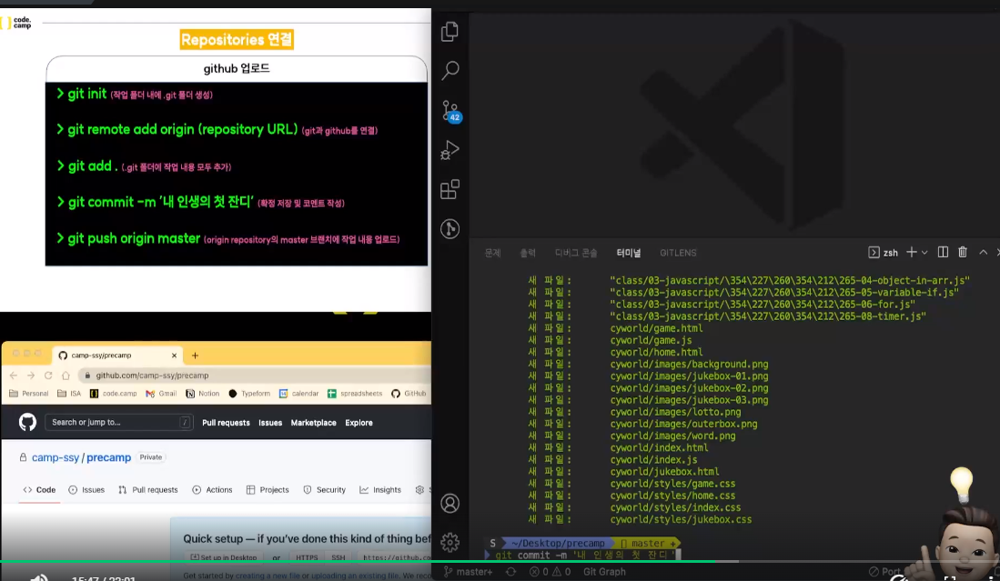 code.
camp
Repositories 연결
github 업로드
> git init (작업 폴더 내에 .git 폴더 생성)
> git remote add origin (repository URL) (git과 github를 연결)
> git add . (.git 폴더에 작업 내용 모두 추가)
> git commit -m '내 인생의 첫 잔디' (확정 저장 및 코멘트 작성)
> git push origin master (origin repository의 master 브랜치에 작업 내용 업로드)
camp-ssy/precamp
github.com/camp-ssy/precamp
Personal ISA code.camp Gmail Notion Typeform calendar spreadsheets GitHub
Search or jump to... / Pull requests Issues Marketplace Explore
camp-ssy / precamp Private
Code Issues Pull requests Actions Projects Security Insights
Quick setup — if you've done this kind of thing bef
Set up in Desktop or HTTPS SSH https://github.c
Get started by creating a new file or uploading an existing file. We reco
15:47 / 22:01
42
문제 출력 디버그 콘솔 터미널 GITLENS
zsh
새 파일: "class/03-javascript/\354\227\260\354\212\265-04-object-in-arr.js"
새 파일: "class/03-javascript/\354\227\260\354\212\265-05-variable-if.js"
새 파일: "class/03-javascript/\354\227\260\354\212\265-06-for.js"
새 파일: "class/03-javascript/\354\227\260\354\212\265-08-timer.js"
새 파일: cyworld/game.html
새 파일: cyworld/game.js
새 파일: cyworld/home.html
새 파일: cyworld/images/background.png
새 파일: cyworld/images/jukebox-01.png
새 파일: cyworld/images/jukebox-02.png
새 파일: cyworld/images/jukebox-03.png
새 파일: cyworld/images/lotto.png
새 파일: cyworld/images/outerbox.png
새 파일: cyworld/images/word.png
새 파일: cyworld/index.html
새 파일: cyworld/index.js
새 파일: cyworld/jukebox.html
새 파일: cyworld/styles/game.css
새 파일: cyworld/styles/home.css
새 파일: cyworld/styles/index.css
새 파일: cyworld/styles/jukebox.css
S ~/Desktop/precamp master +
git commit -m '내 인생의 첫 잔디'
master+ 0 0 Git Graph
Port